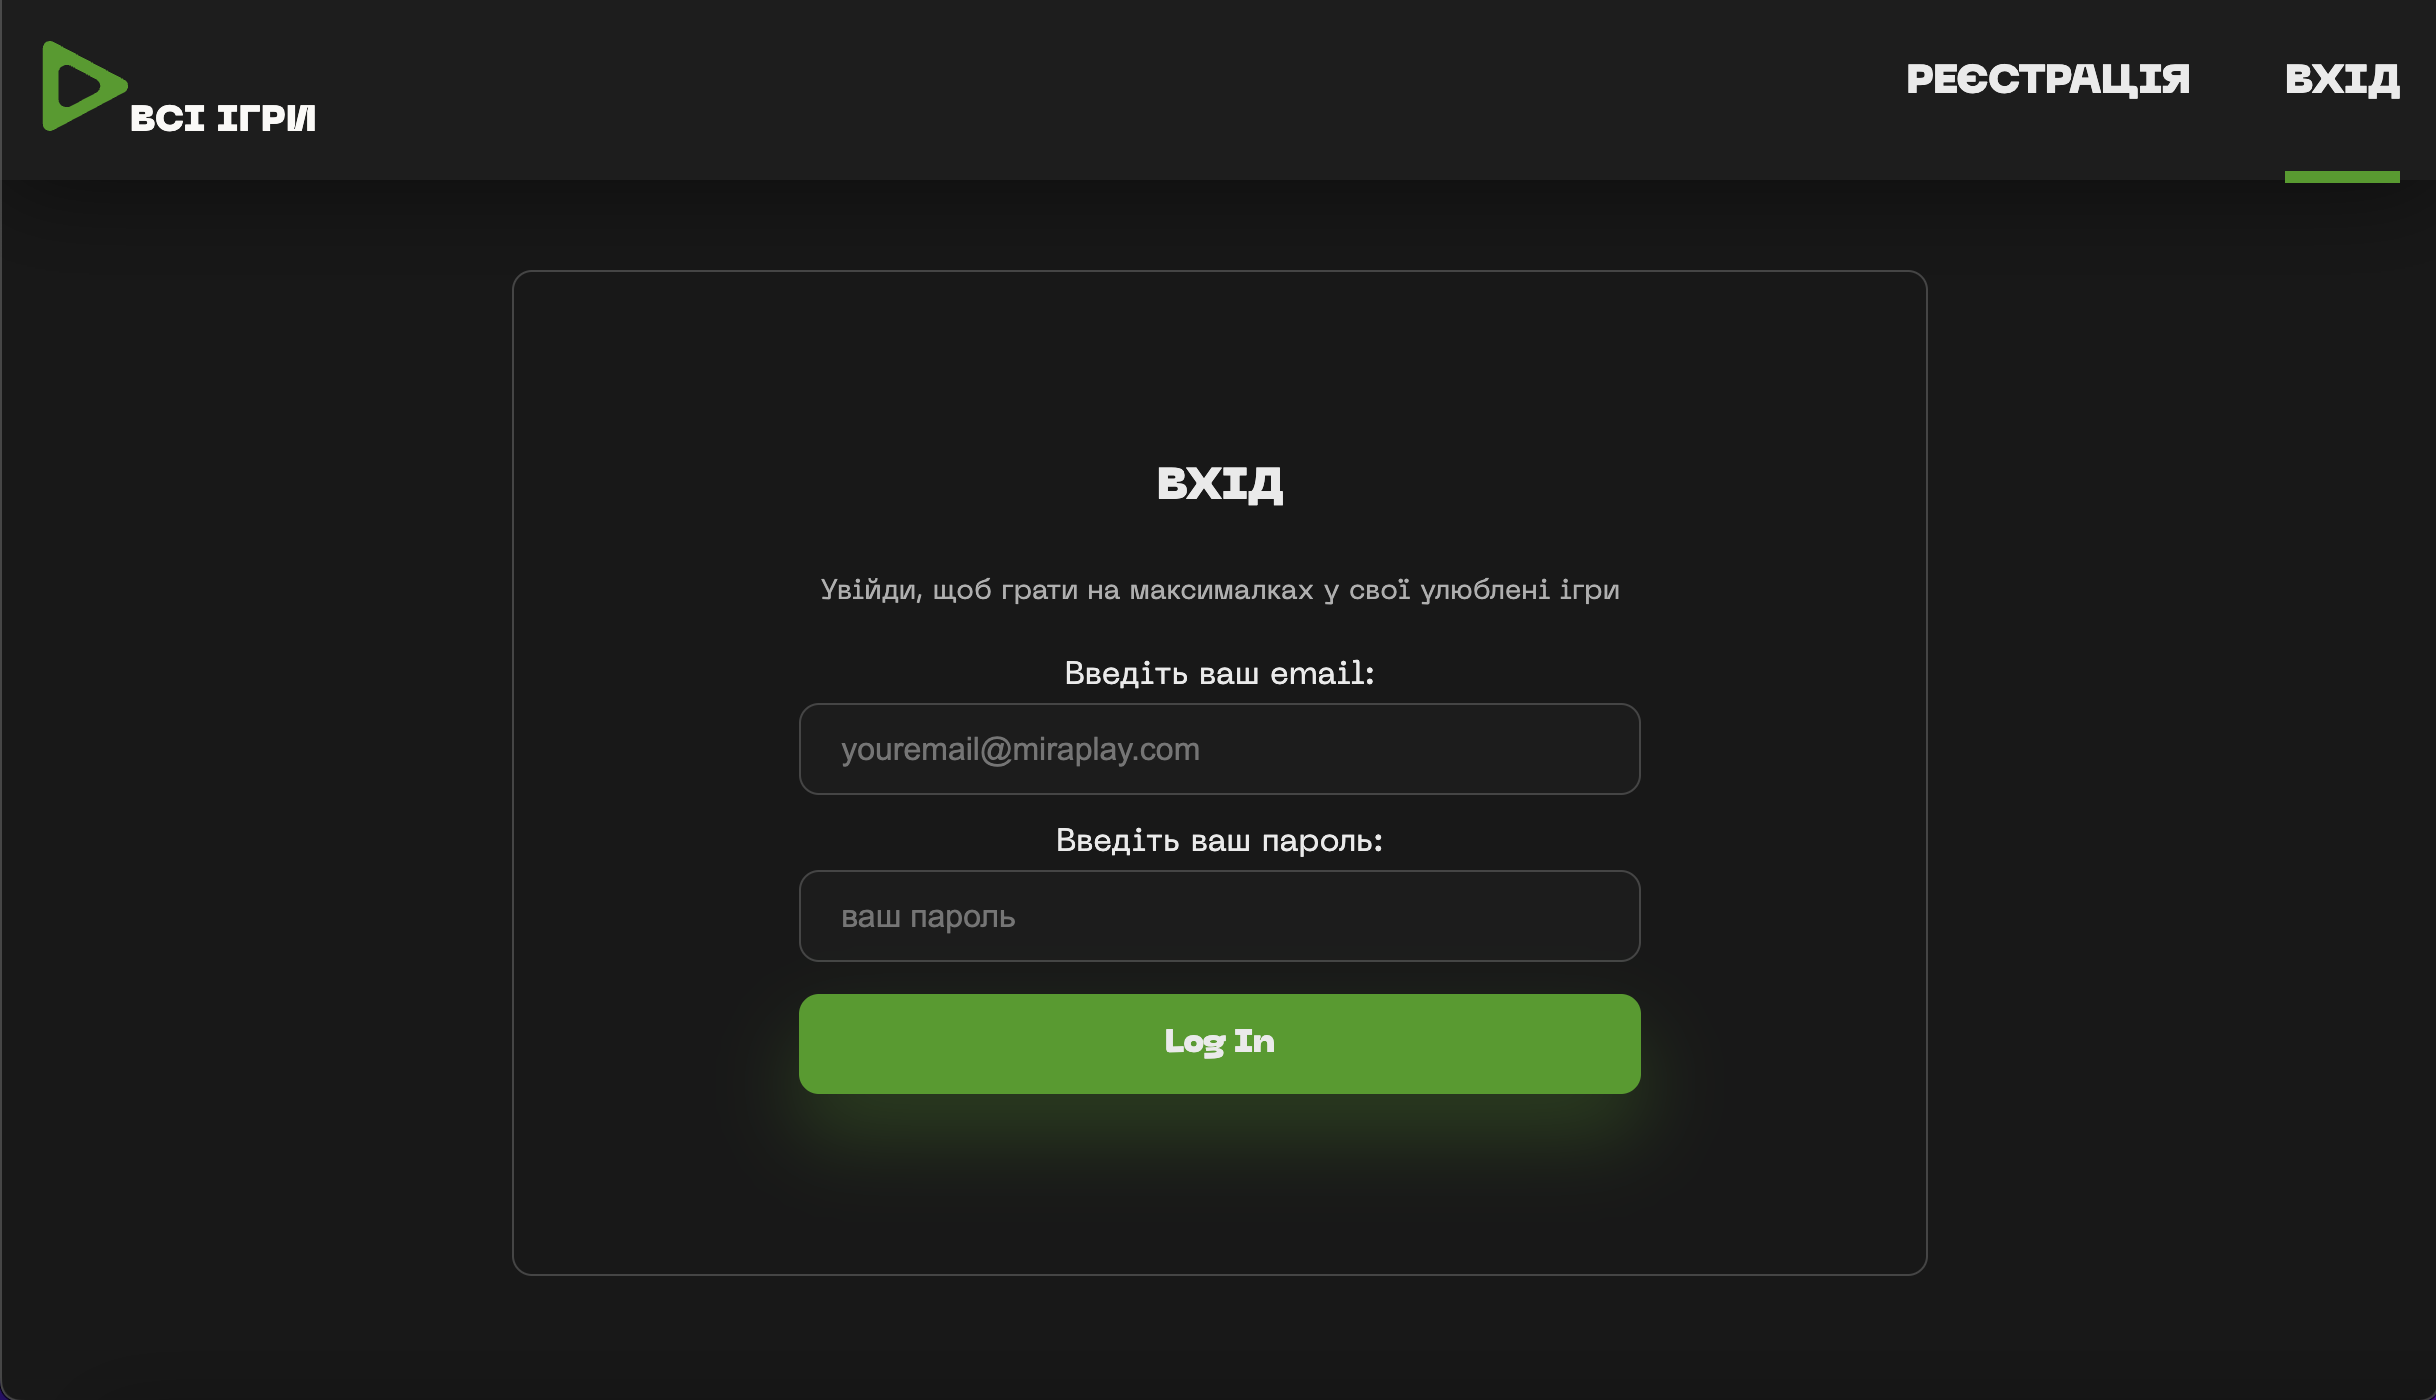 ВСІ ІГРИ
РЕЄСТРАЦІЯ
ВХІД
ВХІД
Увійди, щоб грати на максималках у свої улюблені ігри
Введіть ваш email:
youremail@miraplay.com
Введіть ваш пароль:
ваш пароль
Log In